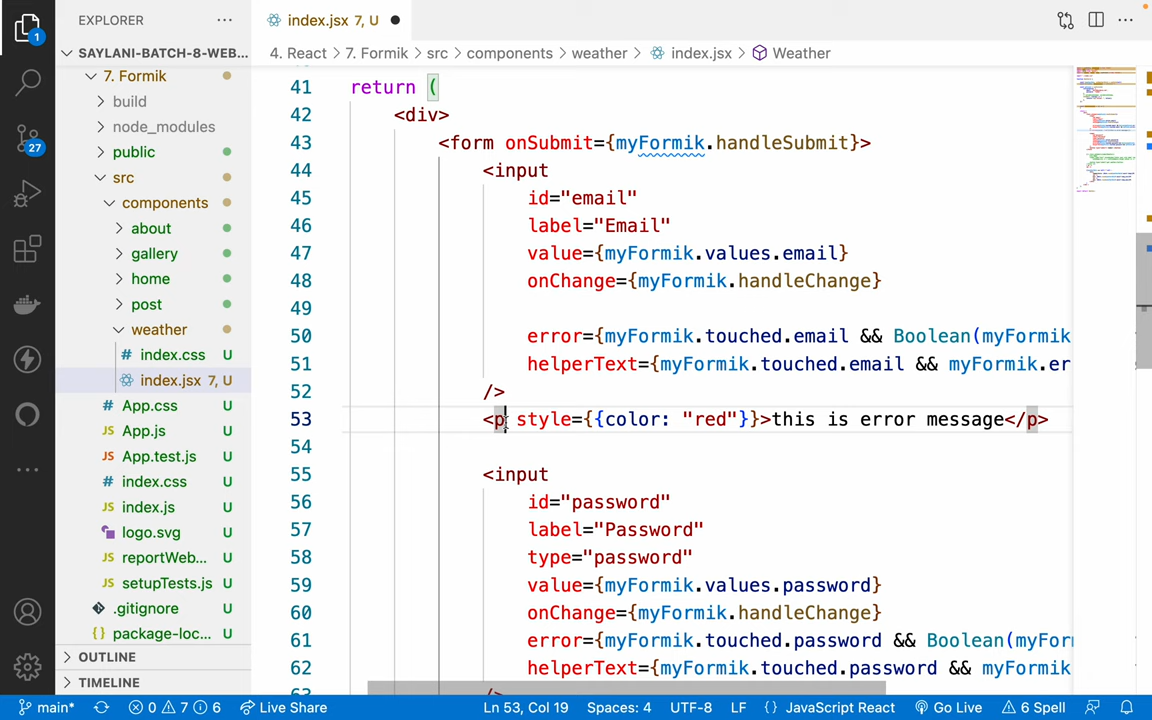 1
EXPLORER
index.jsx 7, U
SAYLANI-BATCH-8-WEB...
4. React > 7. Formik > src > components > weather > index.jsx > Weather
7. Formik
build
node_modules
public
src
components
about
gallery
home
post
weather
index.css U
index.jsx 7, U
App.css U
App.js U
App.test.js U
index.css U
index.js U
logo.svg U
reportWeb... U
setupTests.js U
.gitignore U
package-loc... U
OUTLINE
TIMELINE
27
41 return (
42 <div>
43 <form onSubmit={myFormik.handleSubmit}>
44 <input
45 id="email"
46 label="Email"
47 value={myFormik.values.email}
48 onChange={myFormik.handleChange}
49
50 error={myFormik.touched.email && Boolean(myFormik
51 helperText={myFormik.touched.email && myFormik.er
52 />
53 <p style={{color: "red"}}>this is error message</p>
54
55 <input
56 id="password"
57 label="Password"
58 type="password"
59 value={myFormik.values.password}
60 onChange={myFormik.handleChange}
61 error={myFormik.touched.password && Boolean(myFor
62 helperText={myFormik.touched.password && myFormik
63 />
main* 0 7 6 Live Share Ln 53, Col 19 Spaces: 4 UTF-8 LF {} JavaScript React Go Live 6 Spell